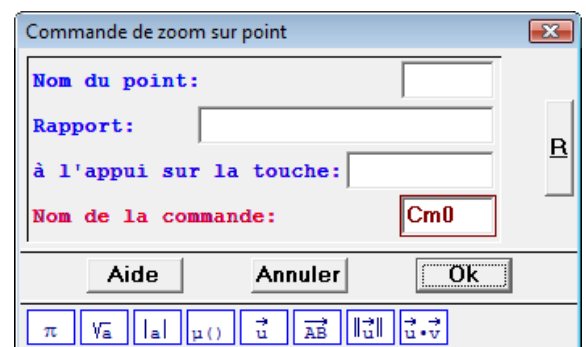 Commande de zoom sur point
Nom du point:
Rapport:
R
à l'appui sur la touche:
Nom de la commande: Cm0
Aide Annuler Ok
π √a |a| µ() u⃗ AB⃗ ‖u⃗‖ u⃗·v⃗